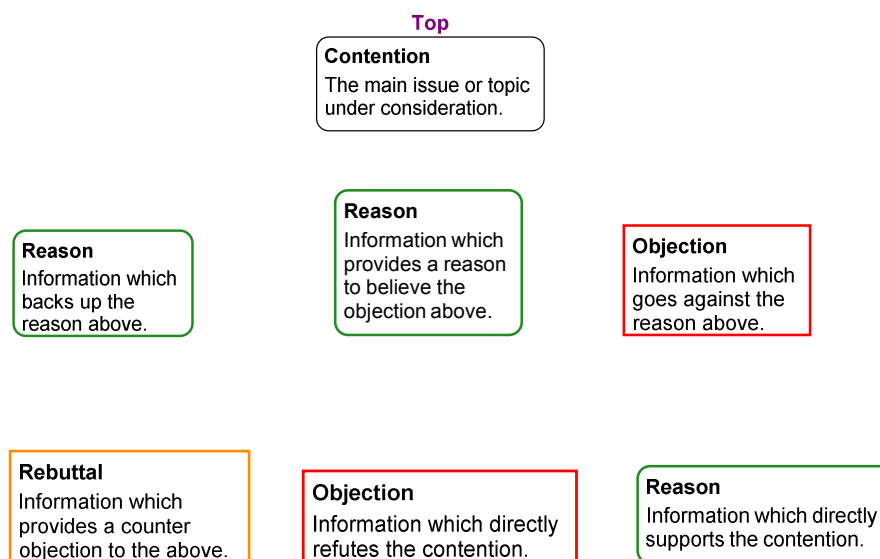 Top
Contention
The main issue or topic
under consideration.
Reason
Information which
backs up the
reason above.
Reason
Information which
provides a reason
to believe the
objection above.
Objection
Information which
goes against the
reason above.
Rebuttal
Information which
provides a counter
objection to the above.
Objection
Information which directly
refutes the contention.
Reason
Information which directly
supports the contention.